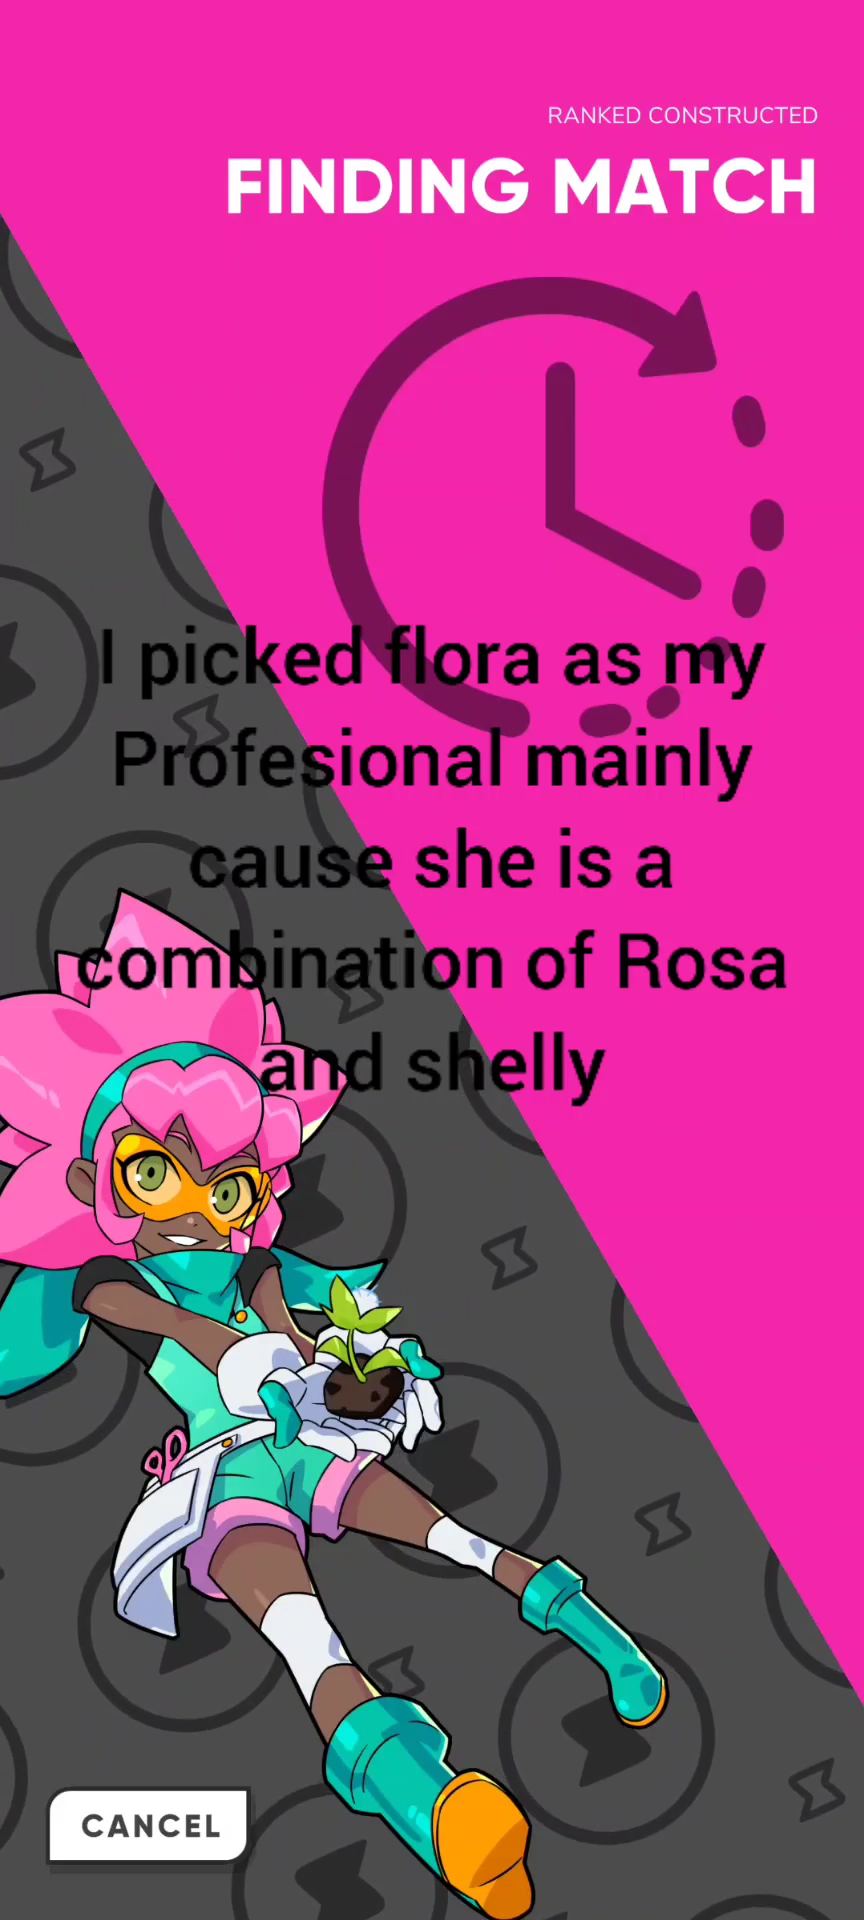 RANKED CONSTRUCTED
FINDING MATCH
I picked flora as my
Profesional mainly
cause she is a
combination of Rosa
and shelly
CANCEL